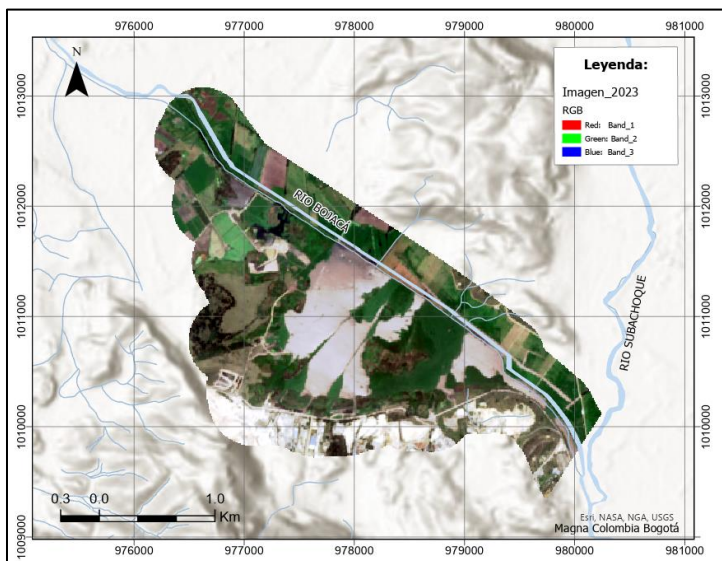 976000 977000 978000 979000 980000 981000
N
Leyenda:
Imagen_2023
RGB
Red: Band_1
Green: Band_2
Blue: Band_3
1013000 1013000
1012000 1012000
RIO BOJACÁ
RIO SUBACHOQUE
1011000 1011000
1010000 1010000
0.3 0.0 1.0
Km
Esri, NASA, NGA, USGS
Magna Colombia Bogotá
1009000 1009000
976000 977000 978000 979000 980000 981000